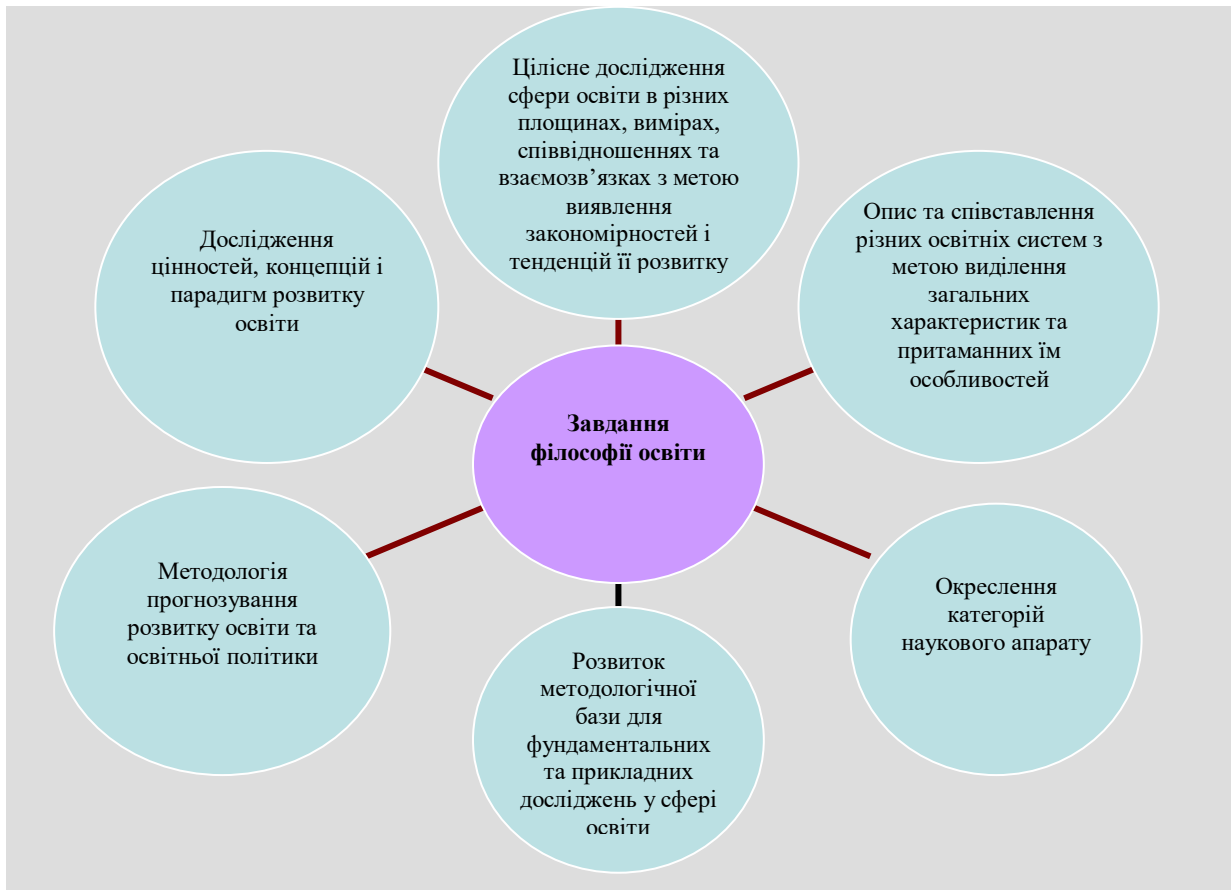 Цілісне дослідження
сфери освіти в різних
площинах, вимірах,
співвідношеннях та
взаємозв’язках з метою
виявлення
закономірностей і
тенденцій її розвитку
Дослідження
цінностей, концепцій і
парадигм розвитку
освіти
Опис та співставлення
різних освітніх систем з
метою виділення
загальних
характеристик та
притаманних їм
особливостей
Завдання
філософії освіти
Методологія
прогнозування
розвитку освіти та
освітньої політики
Окреслення
категорій
наукового апарату
Розвиток
методологічної
бази для
фундаментальних
та прикладних
досліджень у сфері
освіти